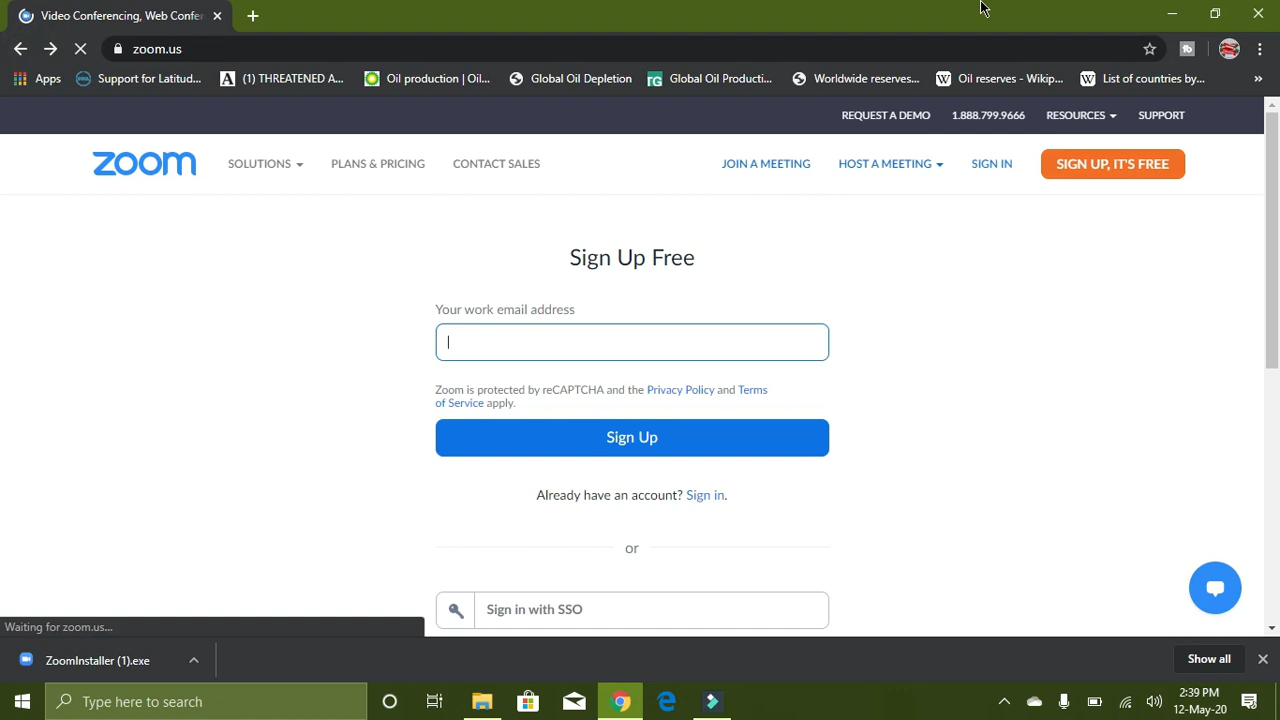 Video Conferencing, Web Confe
zoom.us
Apps Support for Latitud... (1) THREATENED A... Oil production | Oil... Global Oil Depletion Global Oil Producti... Worldwide reserves... Oil reserves - Wikip... List of countries by... »
REQUEST A DEMO 1.888.799.9666 RESOURCES SUPPORT
zoom SOLUTIONS PLANS & PRICING CONTACT SALES JOIN A MEETING HOST A MEETING SIGN IN SIGN UP, IT'S FREE
Sign Up Free
Your work email address
Zoom is protected by reCAPTCHA and the Privacy Policy and Terms
of Service apply.
Sign Up
Already have an account? Sign in.
or
Sign in with SSO
Waiting for zoom.us...
ZoomInstaller (1).exe Show all
Type here to search 2:39 PM
12-May-20